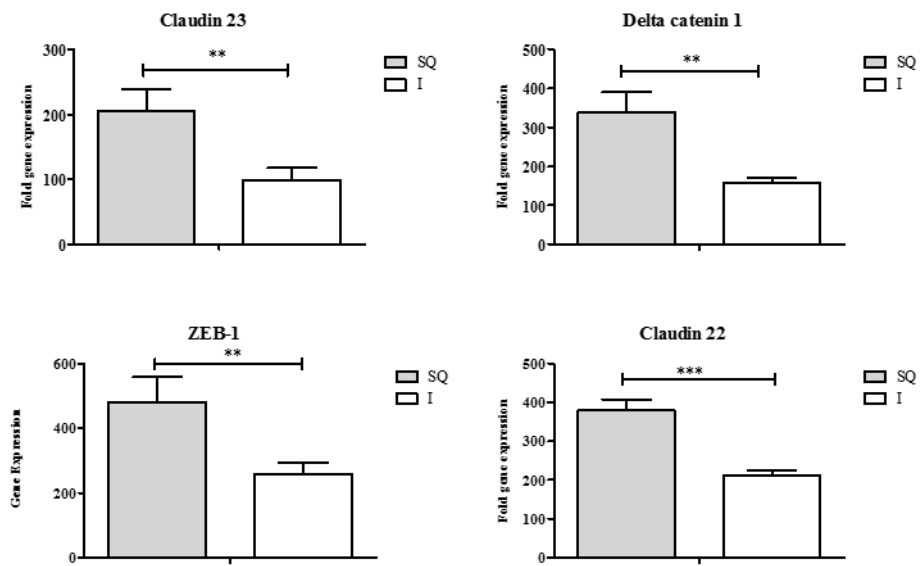 Claudin 23
Fold gene expression
300
200
100
0
**
SQ
I
Delta catenin 1
Fold gene expression
500
400
300
200
100
0
**
SQ
I
ZEB-1
Gene Expression
600
400
200
0
**
SQ
I
Claudin 22
Fold gene expression
500
400
300
200
100
0
***
SQ
I